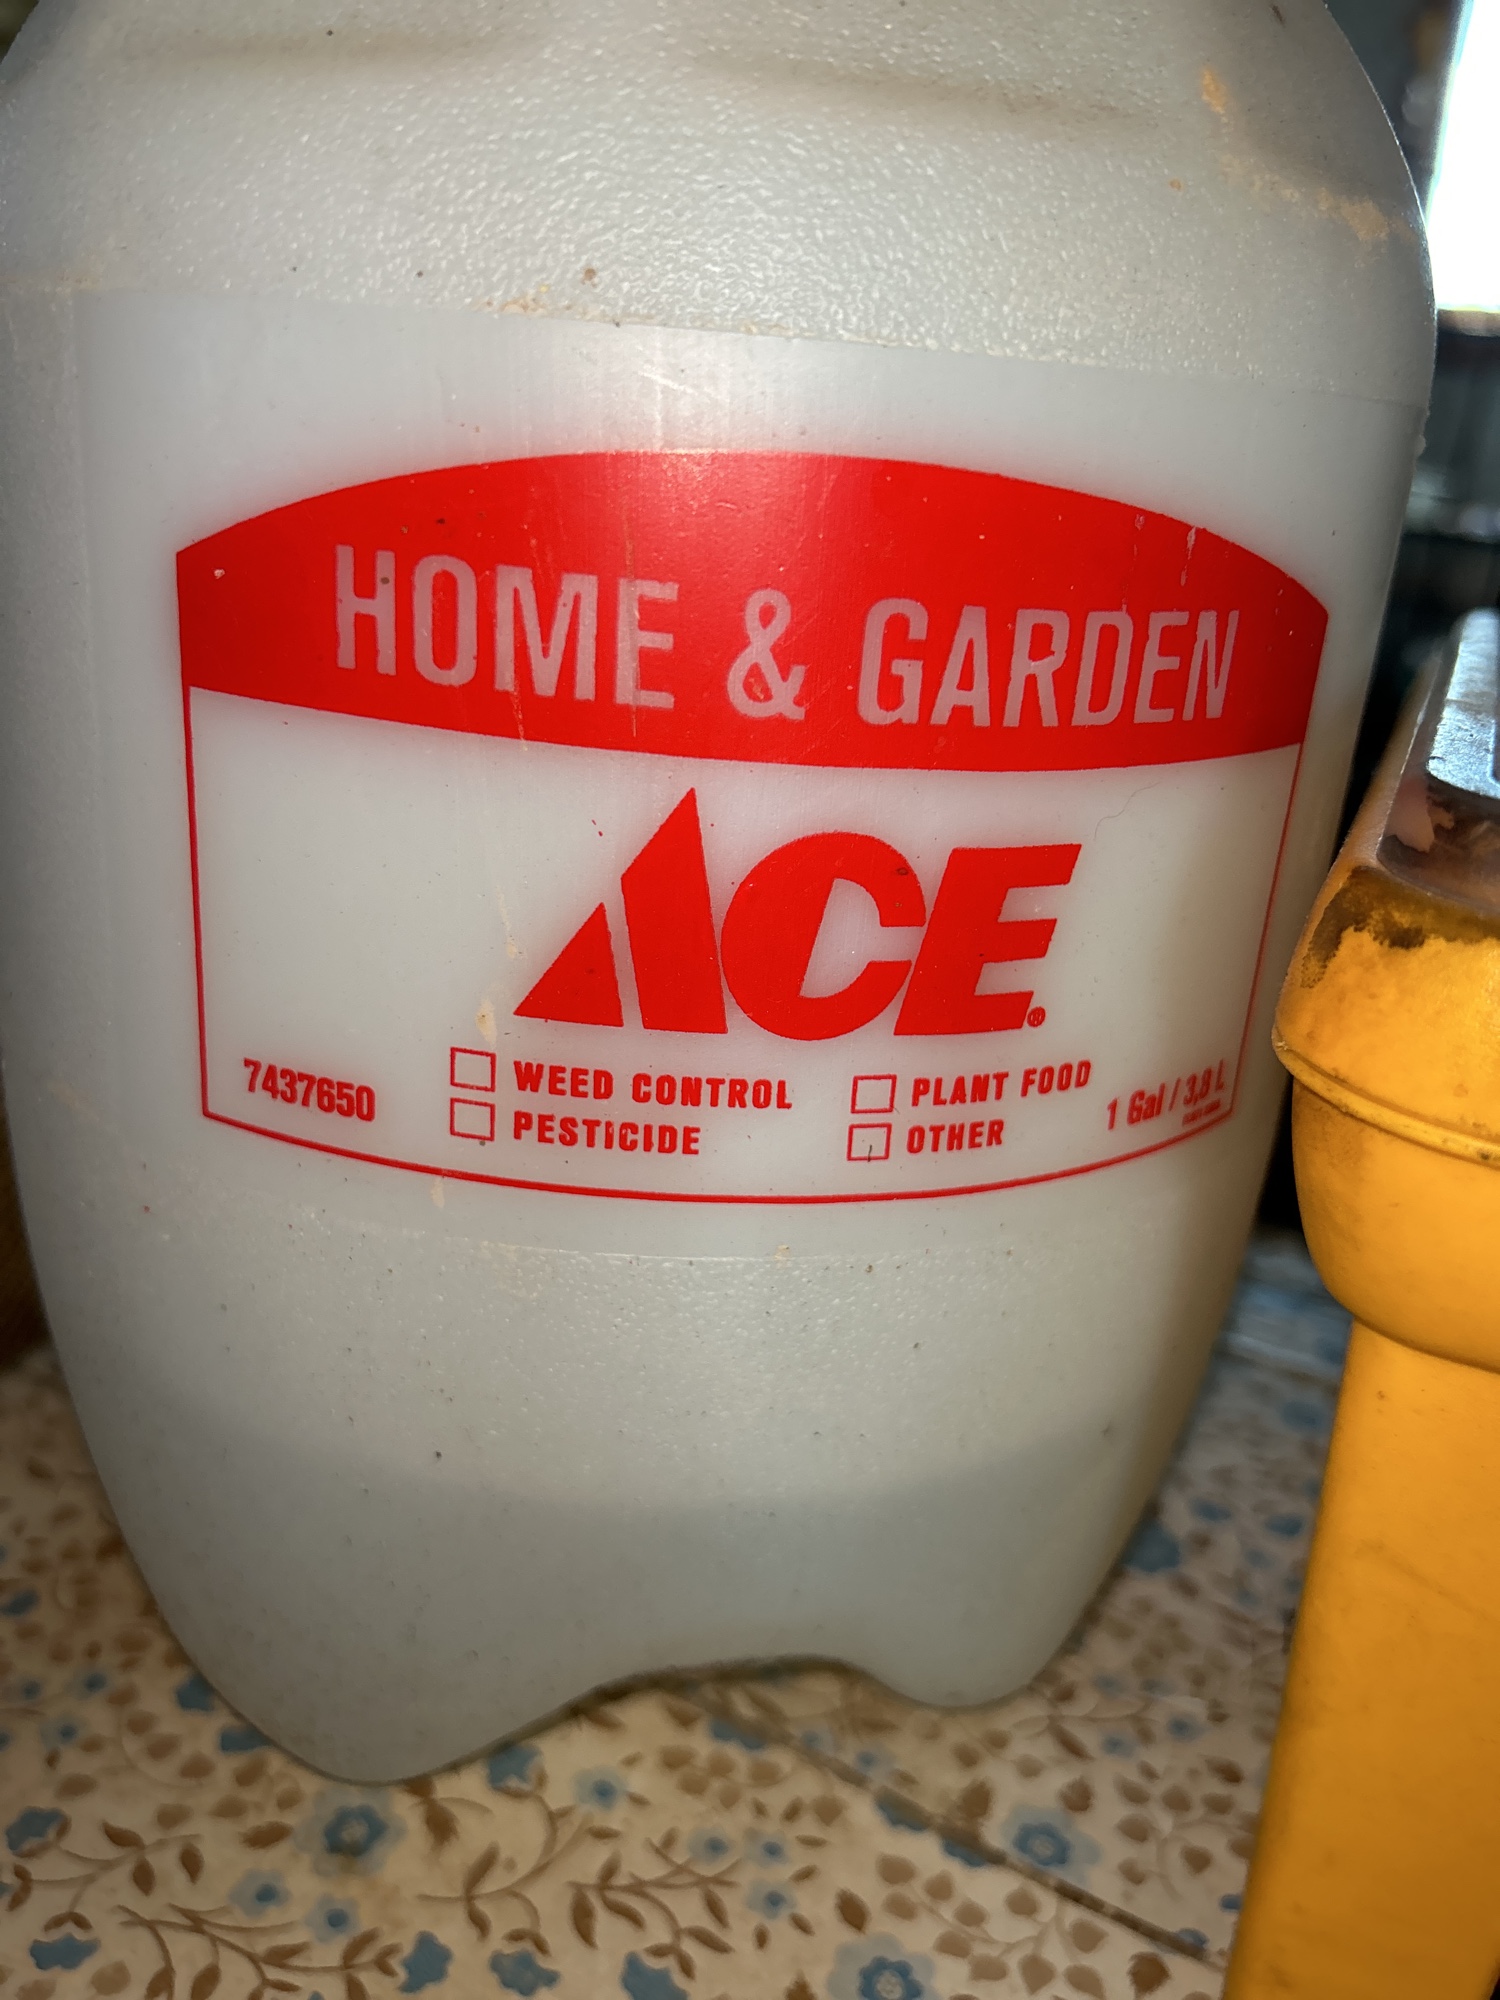 HOME & GARDEN
ACE®
7437650
☐ WEED CONTROL
☐ PLANT FOOD
☐ PESTICIDE
☐ OTHER
1 Gal / 3,8 L